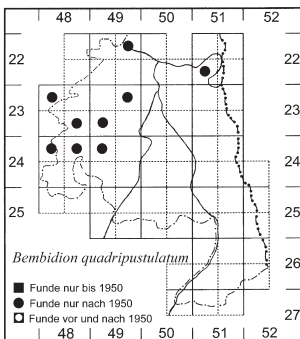 48 49 50 51 52
22 22
23 23
24 24
25 25
26
Bembidion quadripustulatum
Funde nur bis 1950
Funde nur nach 1950
Funde vor und nach 1950
48 49 50 51 27